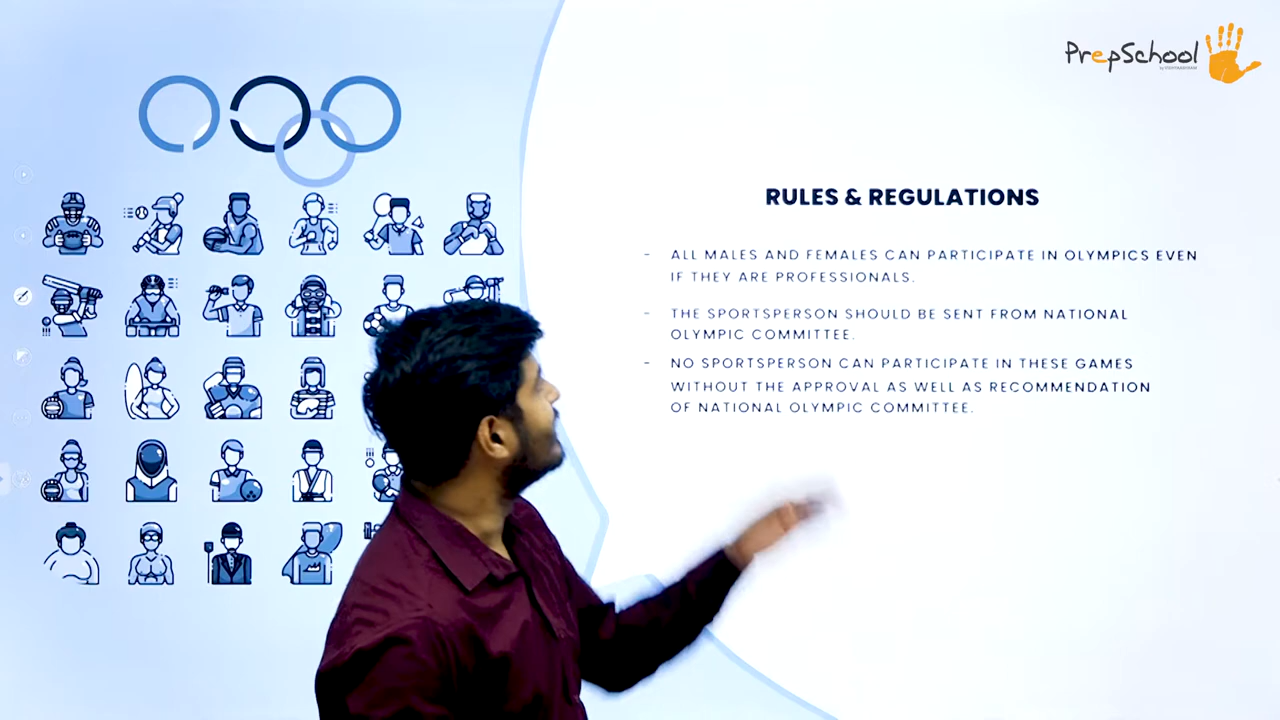 PrepSchool
RULES & REGULATIONS
- ALL MALES AND FEMALES CAN PARTICIPATE IN OLYMPICS EVEN
IF THEY ARE PROFESSIONALS.
- THE SPORTSPERSON SHOULD BE SENT FROM NATIONAL
OLYMPIC COMMITTEE.
- NO SPORTSPERSON CAN PARTICIPATE IN THESE GAMES
WITHOUT THE APPROVAL AS WELL AS RECOMMENDATION
OF NATIONAL OLYMPIC COMMITTEE.